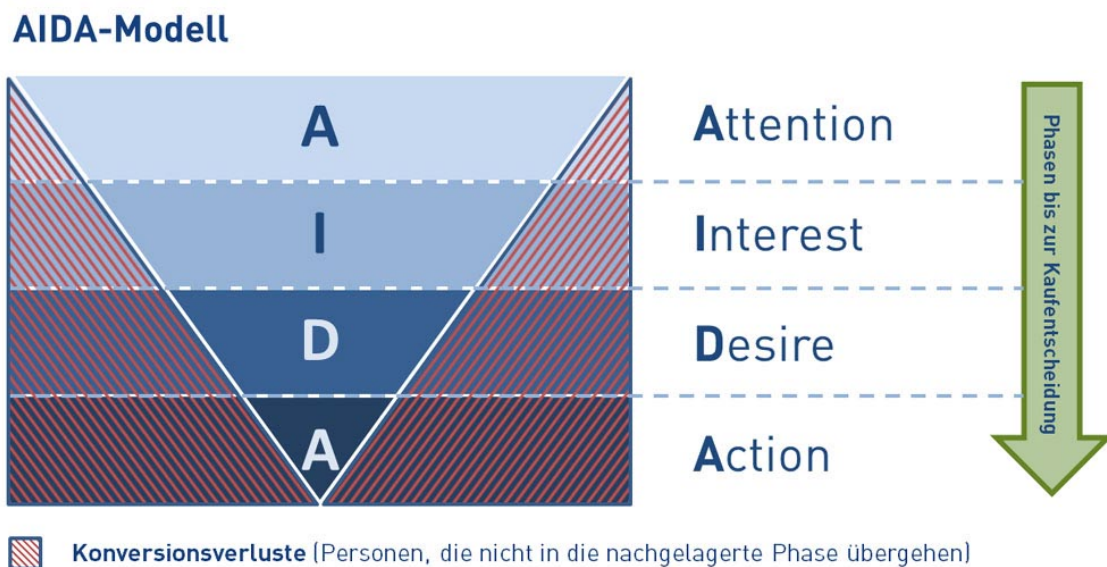 AIDA-Modell
A
Attention
I
Interest
D
Desire
A
Action
Phasen bis zur Kaufentscheidung
Konversionsverluste (Personen, die nicht in die nachgelagerte Phase übergehen)